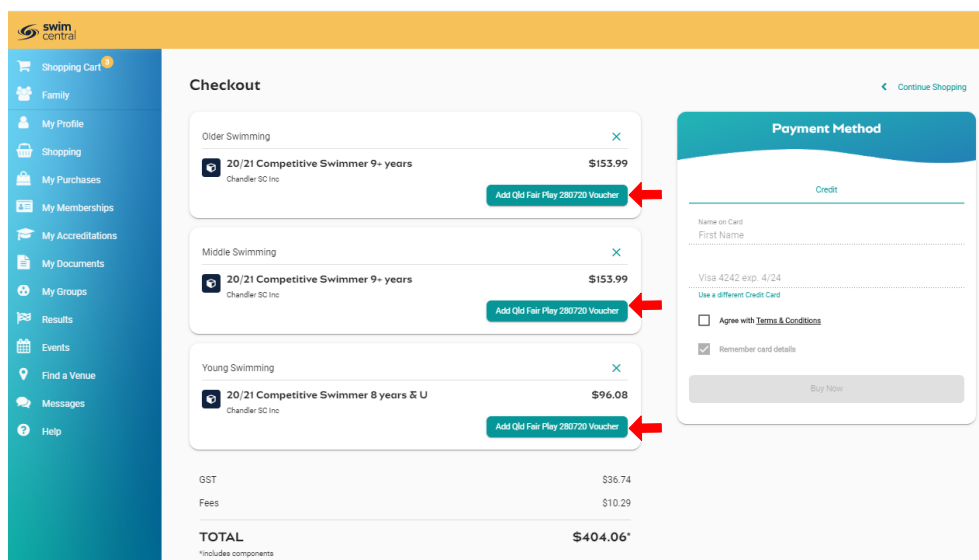 swim
central
Shopping Cart 3
Family
My Profile
Shopping
My Purchases
My Memberships
My Accreditations
My Documents
My Groups
Results
Events
Find a Venue
Messages
Help
Checkout
Continue Shopping
Older Swimming
20/21 Competitive Swimmer 9+ years $153.99
Chandler SC Inc
Add Qld Fair Play 280720 Voucher
Middle Swimming
20/21 Competitive Swimmer 9+ years $153.99
Chandler SC Inc
Add Qld Fair Play 280720 Voucher
Young Swimming
20/21 Competitive Swimmer 8 years & U $96.08
Chandler SC Inc
Add Qld Fair Play 280720 Voucher
GST $36.74
Fees $10.29
TOTAL $404.06*
*includes components
Payment Method
Credit
Name on Card
First Name
Visa 4242 exp. 4/24
Use a different Credit Card
Agree with Terms & Conditions
Remember card details
Buy Now